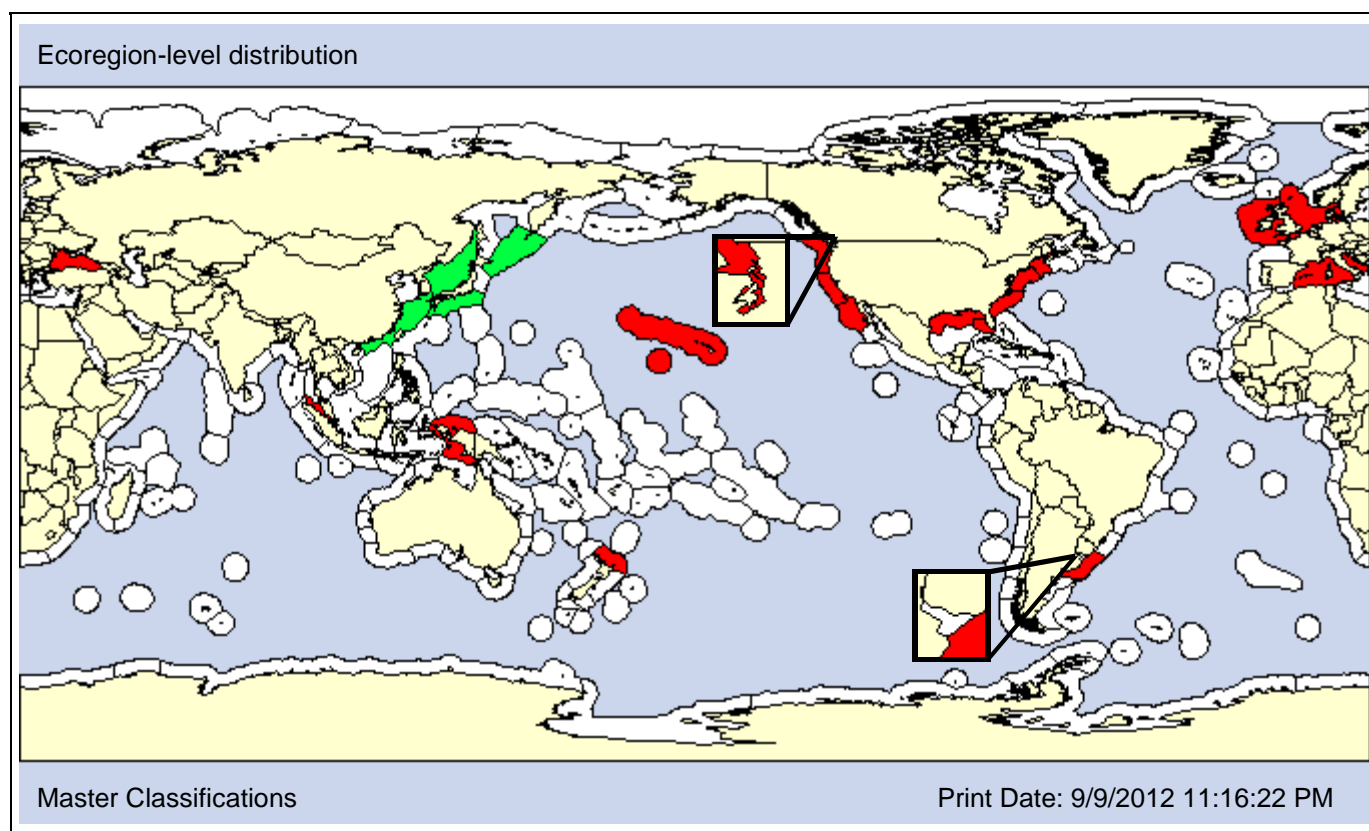 Ecoregion-level distribution
Master Classifications
Print Date: 9/9/2012 11:16:22 PM